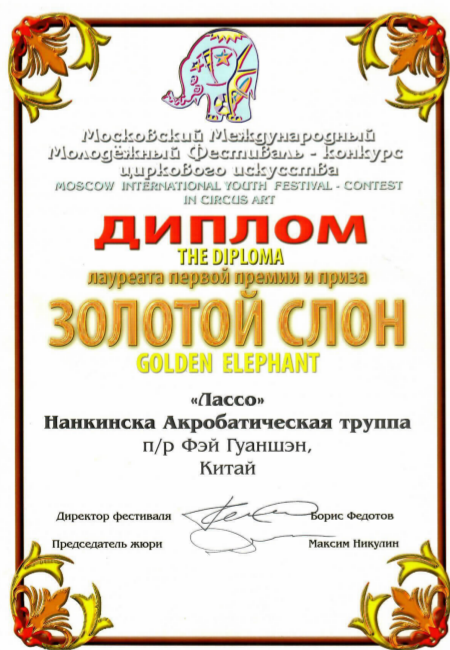 Московский Международный
Молодёжный Фестиваль - конкурс
циркового искусства
MOSCOW INTERNATIONAL YOUTH FESTIVAL - CONTEST
IN CIRCUS ART
ДИПЛОМ
THE DIPLOMA
лауреата первой премии и приза
ЗОЛОТОЙ СЛОН
GOLDEN ELEPHANT
«Лассо»
Нанкинска Акробатическая труппа
п/р Фэй Гуаншэн,
Китай
Директор фестиваля Борис Федотов
Председатель жюри Максим Никулин